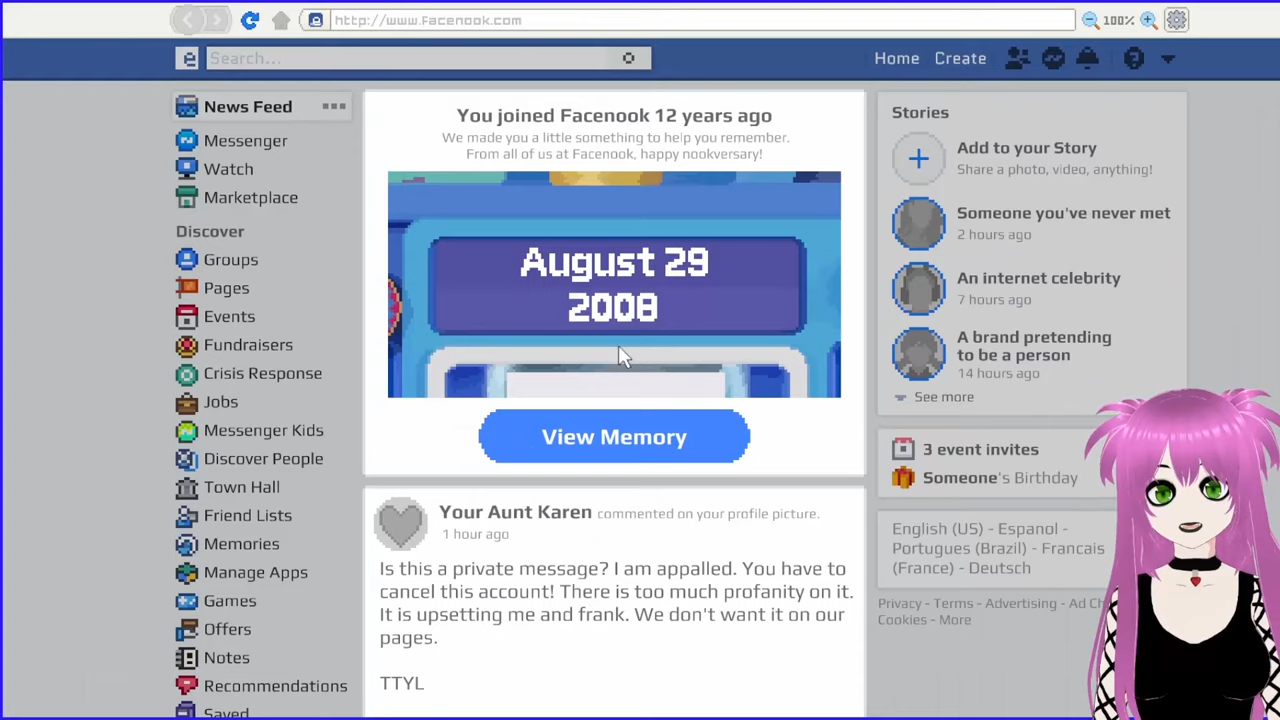 http://www.Facenook.com
100%
e
Search...
Home
Create
News Feed
Messenger
Watch
Marketplace
Discover
Groups
Pages
Events
Fundraisers
Crisis Response
Jobs
Messenger Kids
Discover People
Town Hall
Friend Lists
Memories
Manage Apps
Games
Offers
Notes
Recommendations
Saved
You joined Facenook 12 years ago
We made you a little something to help you remember.
From all of us at Facenook, happy nookversary!
August 29
2008
View Memory
Your Aunt Karen commented on your profile picture.
1 hour ago
Is this a private message? I am appalled. You have to
cancel this account! There is too much profanity on it.
It is upsetting me and frank. We don't want it on our
pages.
TTYL
Stories
Add to your Story
Share a photo, video, anything!
Someone you've never met
2 hours ago
An internet celebrity
7 hours ago
A brand pretending
to be a person
14 hours ago
See more
3 event invites
Someone's Birthday
English (US) - Espanol -
Portugues (Brazil) - Francais
(France) - Deutsch
Privacy - Terms - Advertising - Ad Ch
Cookies - More